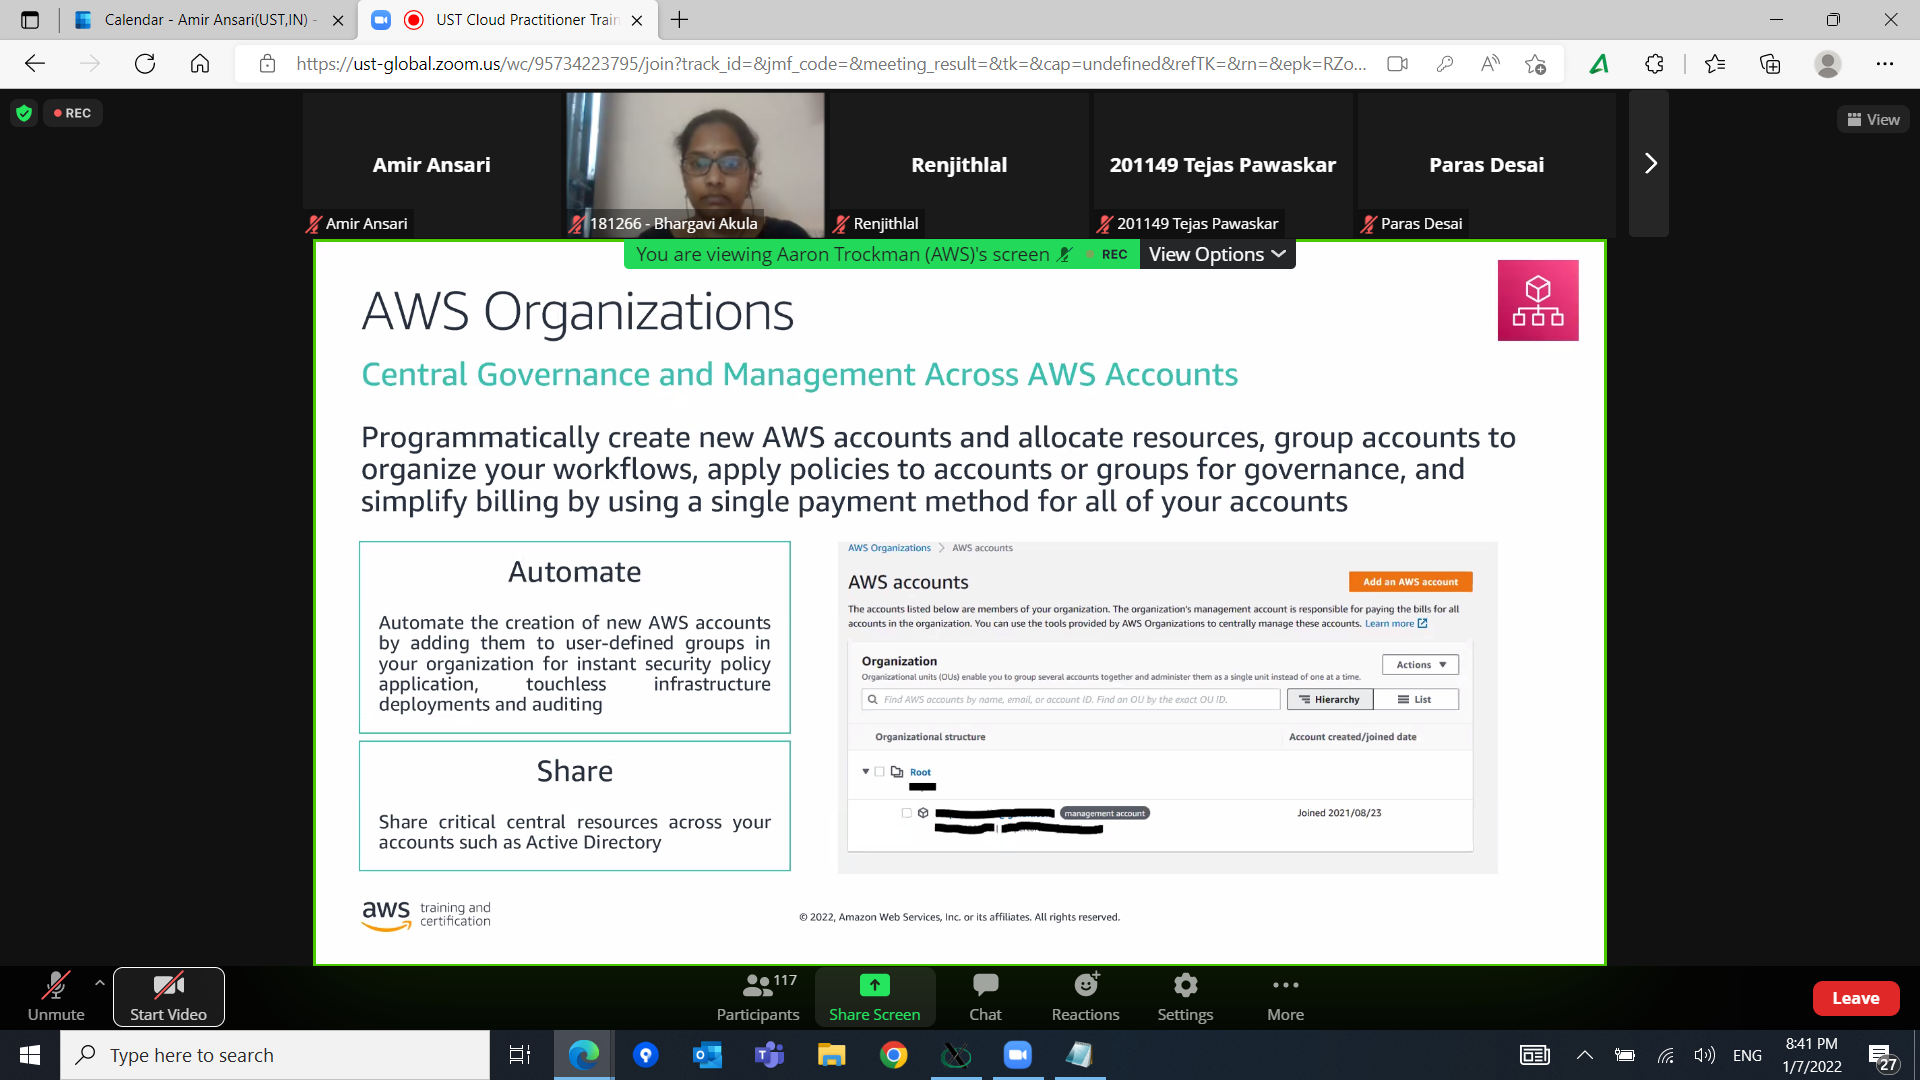 Calendar - Amir Ansari(UST,IN) -
UST Cloud Practitioner Train
https://ust-global.zoom.us/wc/95734223795/join?track_id=&jmf_code=&meeting_result=&tk=&cap=undefined&refTK=&rn=&epk=RZo...
REC
View
Amir Ansari
Renjithlal
201149 Tejas Pawaskar
Paras Desai
Amir Ansari
181266 - Bhargavi Akula
Renjithlal
201149 Tejas Pawaskar
Paras Desai
You are viewing Aaron Trockman (AWS)'s screen
REC
View Options
AWS Organizations
Central Governance and Management Across AWS Accounts
Programmatically create new AWS accounts and allocate resources, group accounts to
organize your workflows, apply policies to accounts or groups for governance, and
simplify billing by using a single payment method for all of your accounts
Automate
Automate the creation of new AWS accounts
by adding them to user-defined groups in
your organization for instant security policy
application, touchless infrastructure
deployments and auditing
Share
Share critical central resources across your
accounts such as Active Directory
AWS Organizations > AWS accounts
AWS accounts
Add an AWS account
The accounts listed below are members of your organization. The organization's management account is responsible for paying the bills for all
accounts in the organization. You can use the tools provided by AWS Organizations to centrally manage these accounts. Learn more
Organization
Actions
Organizational units (OUs) enable you to group several accounts together and administer them as a single unit instead of one at a time.
Find AWS accounts by name, email, or account ID. Find an OU by the exact OU ID.
Hierarchy
List
Organizational structure
Account created/joined date
Root
management account
Joined 2021/08/23
aws training and
certification
© 2022, Amazon Web Services, Inc. or its affiliates. All rights reserved.
Unmute
Start Video
117
Participants
Share Screen
Chat
Reactions
Settings
More
Leave
Type here to search
ENG
8:41 PM
1/7/2022
27